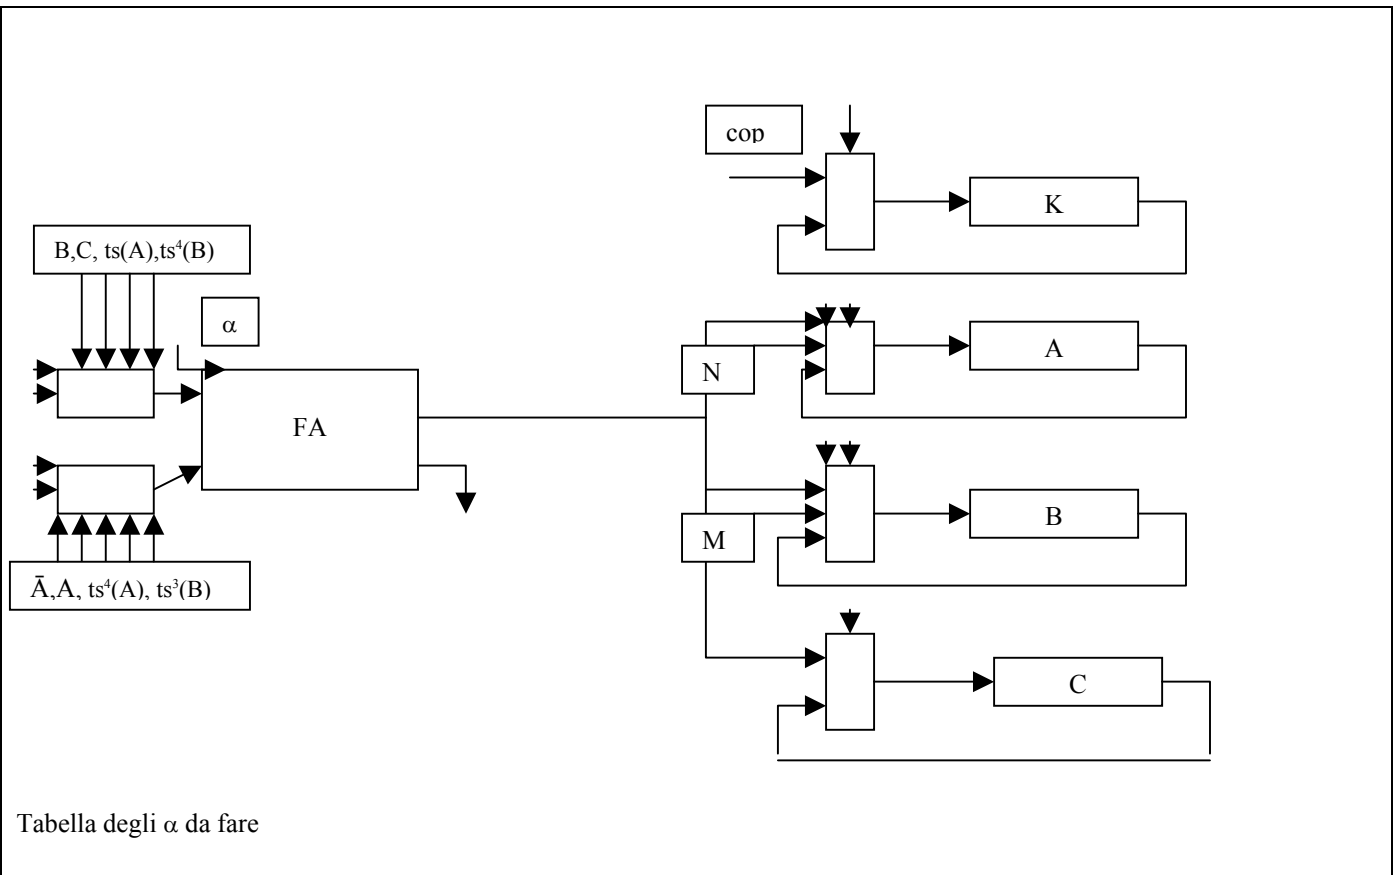 cop
K
B,C, ts(A),ts⁴(B)
α
N
A
FA
M
B
Ā,A, ts⁴(A), ts³(B)
C
Tabella degli α da fare